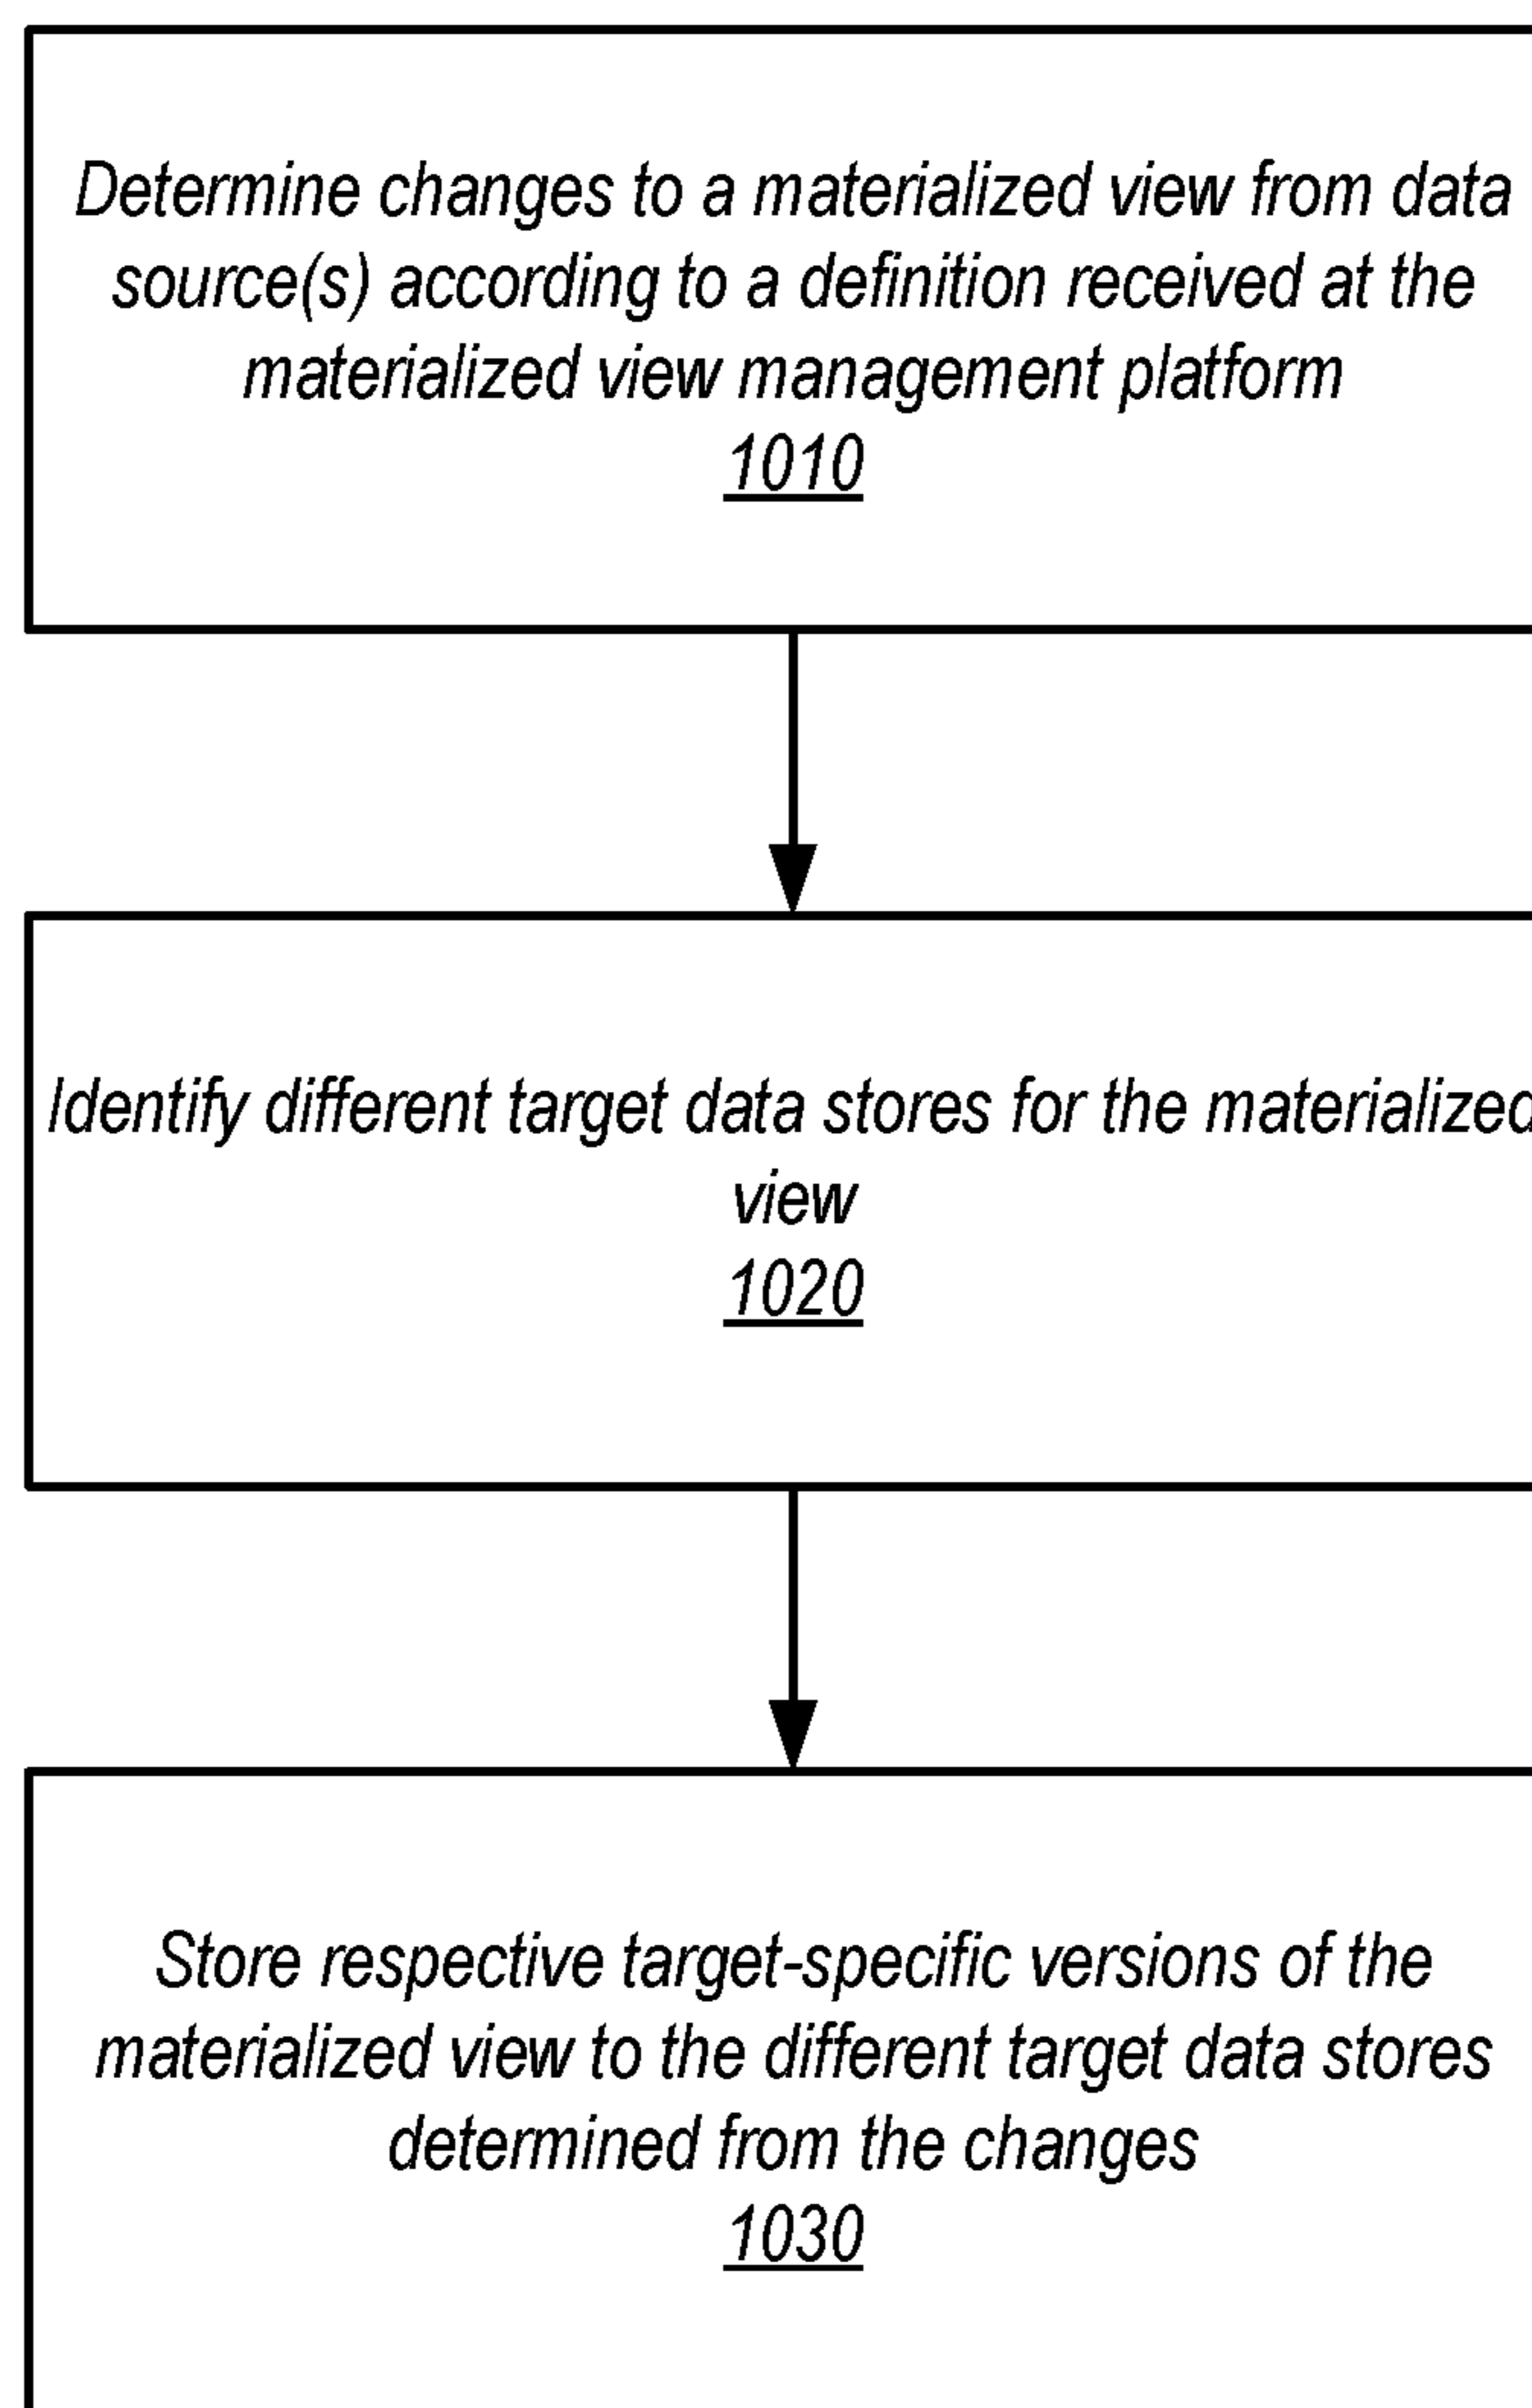 Determine changes to a materialized view from data
source(s) according to a definition received at the
materialized view management platform
1010
Identify different target data stores for the materialized
view
1020
Store respective target-specific versions of the
materialized view to the different target data stores
determined from the changes
1030